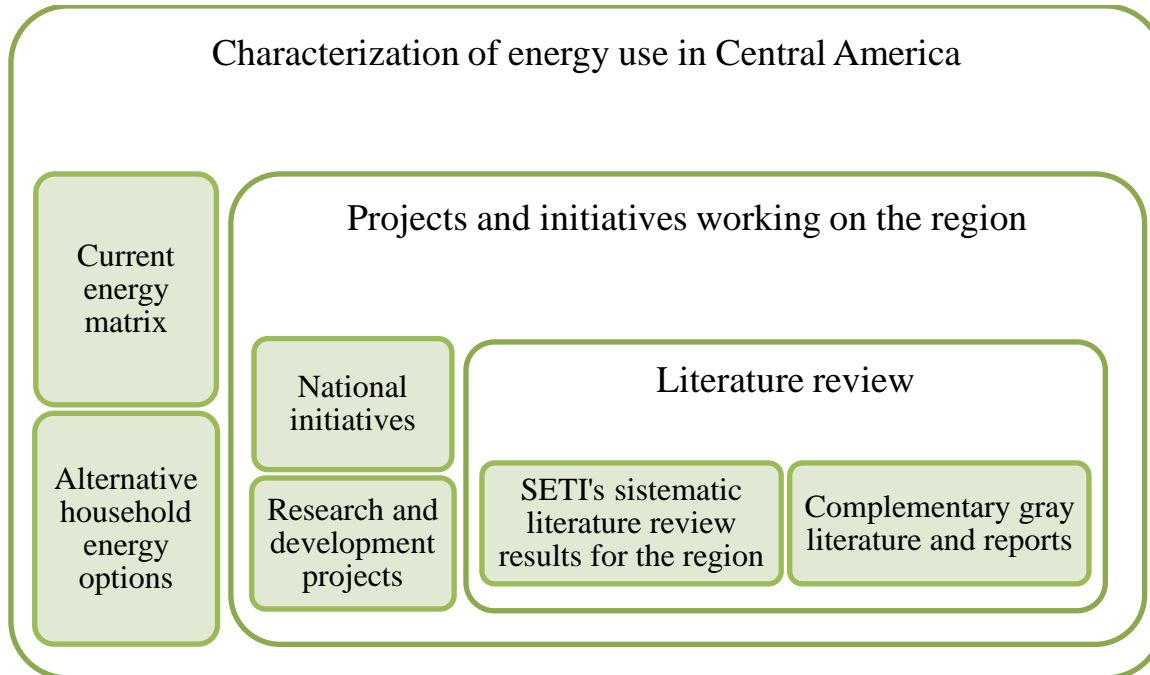 Characterization of energy use in Central America
Projects and initiatives working on the region
Current
energy
matrix
Alternative
household
energy
options
National
initiatives
Research and
development
projects
Literature review
SETI's sistematic
literature review
results for the region
Complementary gray
literature and reports